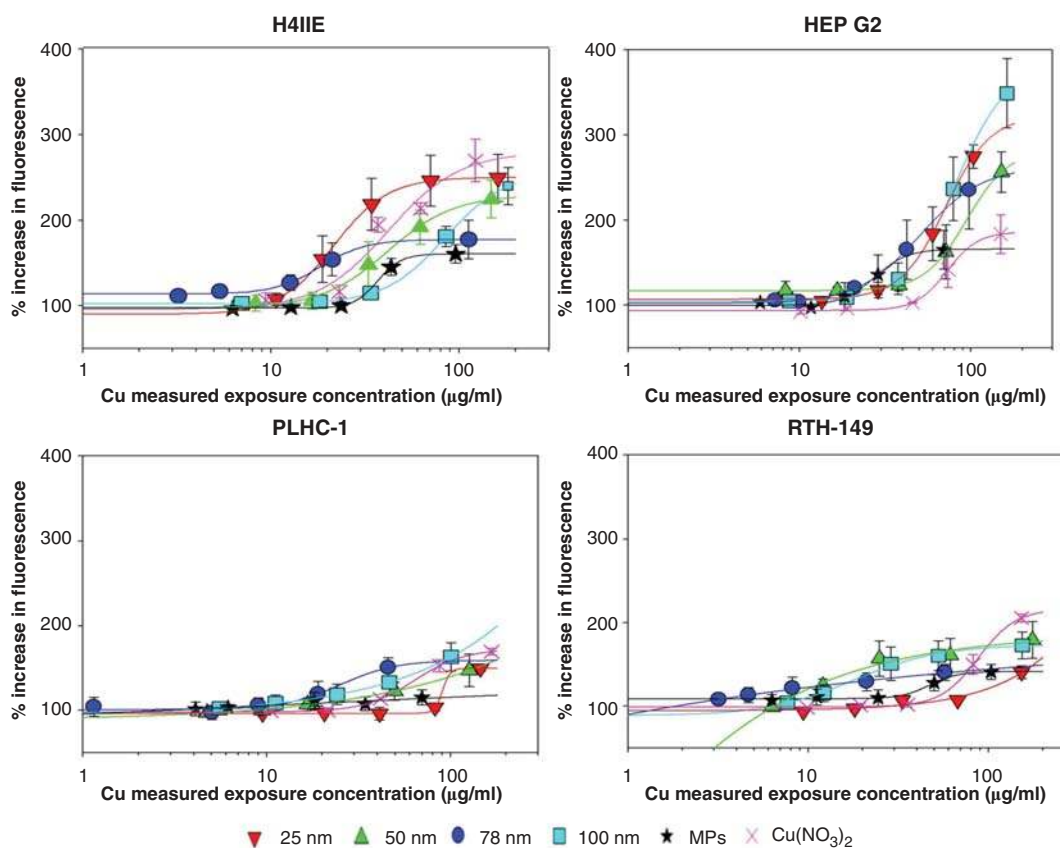 H4IIE
400
300
200
100
% increase in fluorescence
1
10
100
Cu measured exposure concentration (µg/ml)
HEP G2
400
300
200
100
% increase in fluorescence
1
10
100
Cu measured exposure concentration (µg/ml)
PLHC-1
400
300
200
100
% increase in fluorescence
1
10
100
Cu measured exposure concentration (µg/ml)
RTH-149
400
300
200
100
% increase in fluorescence
1
10
100
Cu measured exposure concentration (µg/ml)
25 nm 50 nm 78 nm 100 nm MPs Cu(NO₃)₂